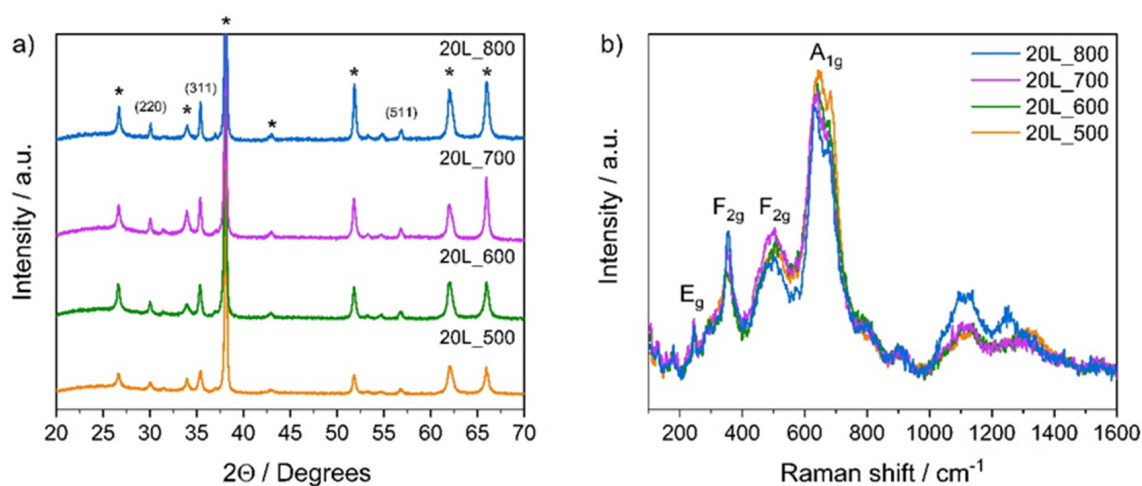 a)
*
20L_800
*
(220)
*
(311)
*
*
(511)
*
*
20L_700
20L_600
20L_500
Intensity / a.u.
20 25 30 35 40 45 50 55 60 65 70
2Θ / Degrees
b)
A1g
20L_800
20L_700
20L_600
20L_500
F2g
F2g
Eg
Intensity / a.u.
200 400 600 800 1000 1200 1400 1600
Raman shift / cm-1